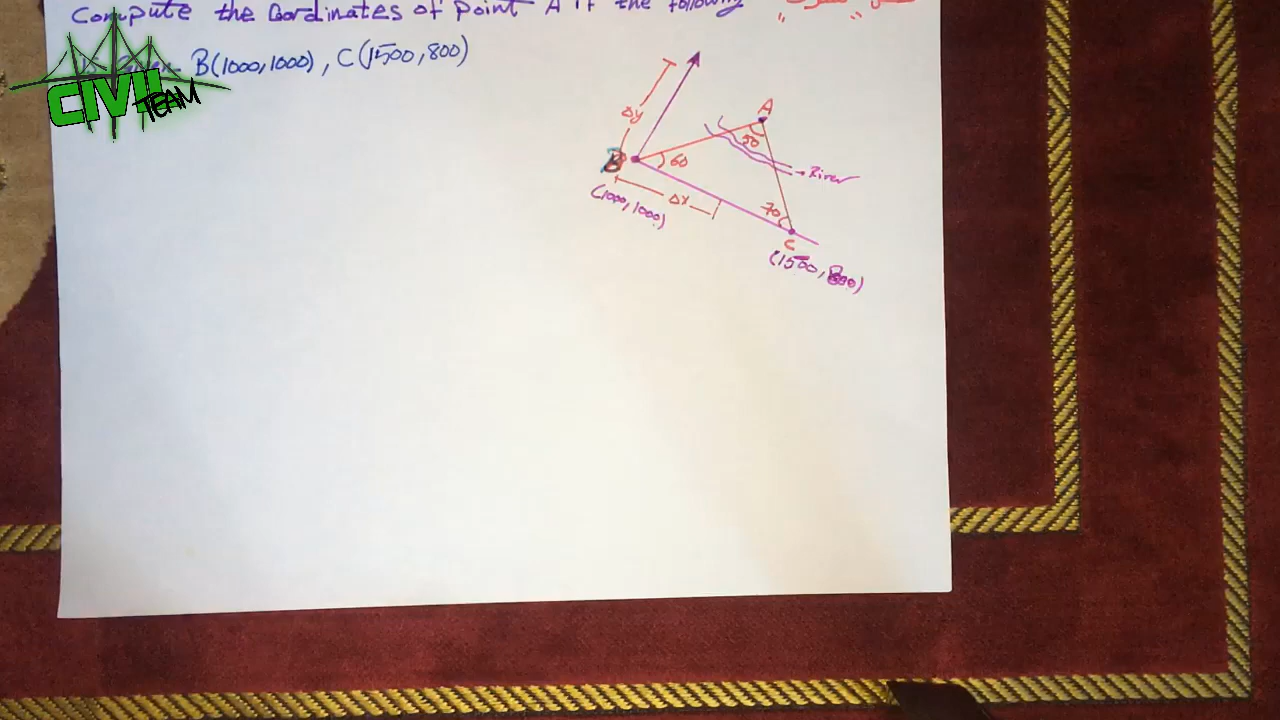 Compute the Coordinates of point A if the following
B(1000,1000), C(1500,800)
CIVIL
TEAM
Δy
A
50
River
B
60
(1000,1000)
Δx
70
C
(1500,800)